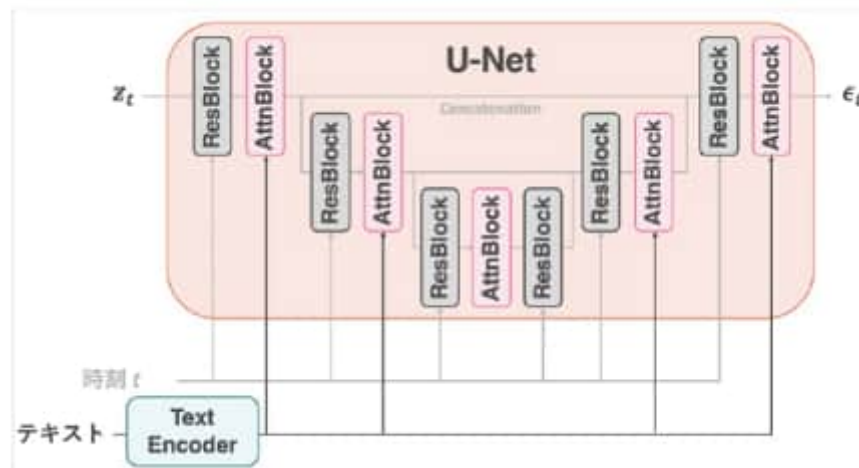 U-Net
z_t
ResBlock
AttnBlock
Concatenation
ResBlock
AttnBlock
ϵ_t
ResBlock
AttnBlock
ResBlock
AttnBlock
ResBlock
AttnBlock
ResBlock
時刻 t
テキスト
Text
Encoder